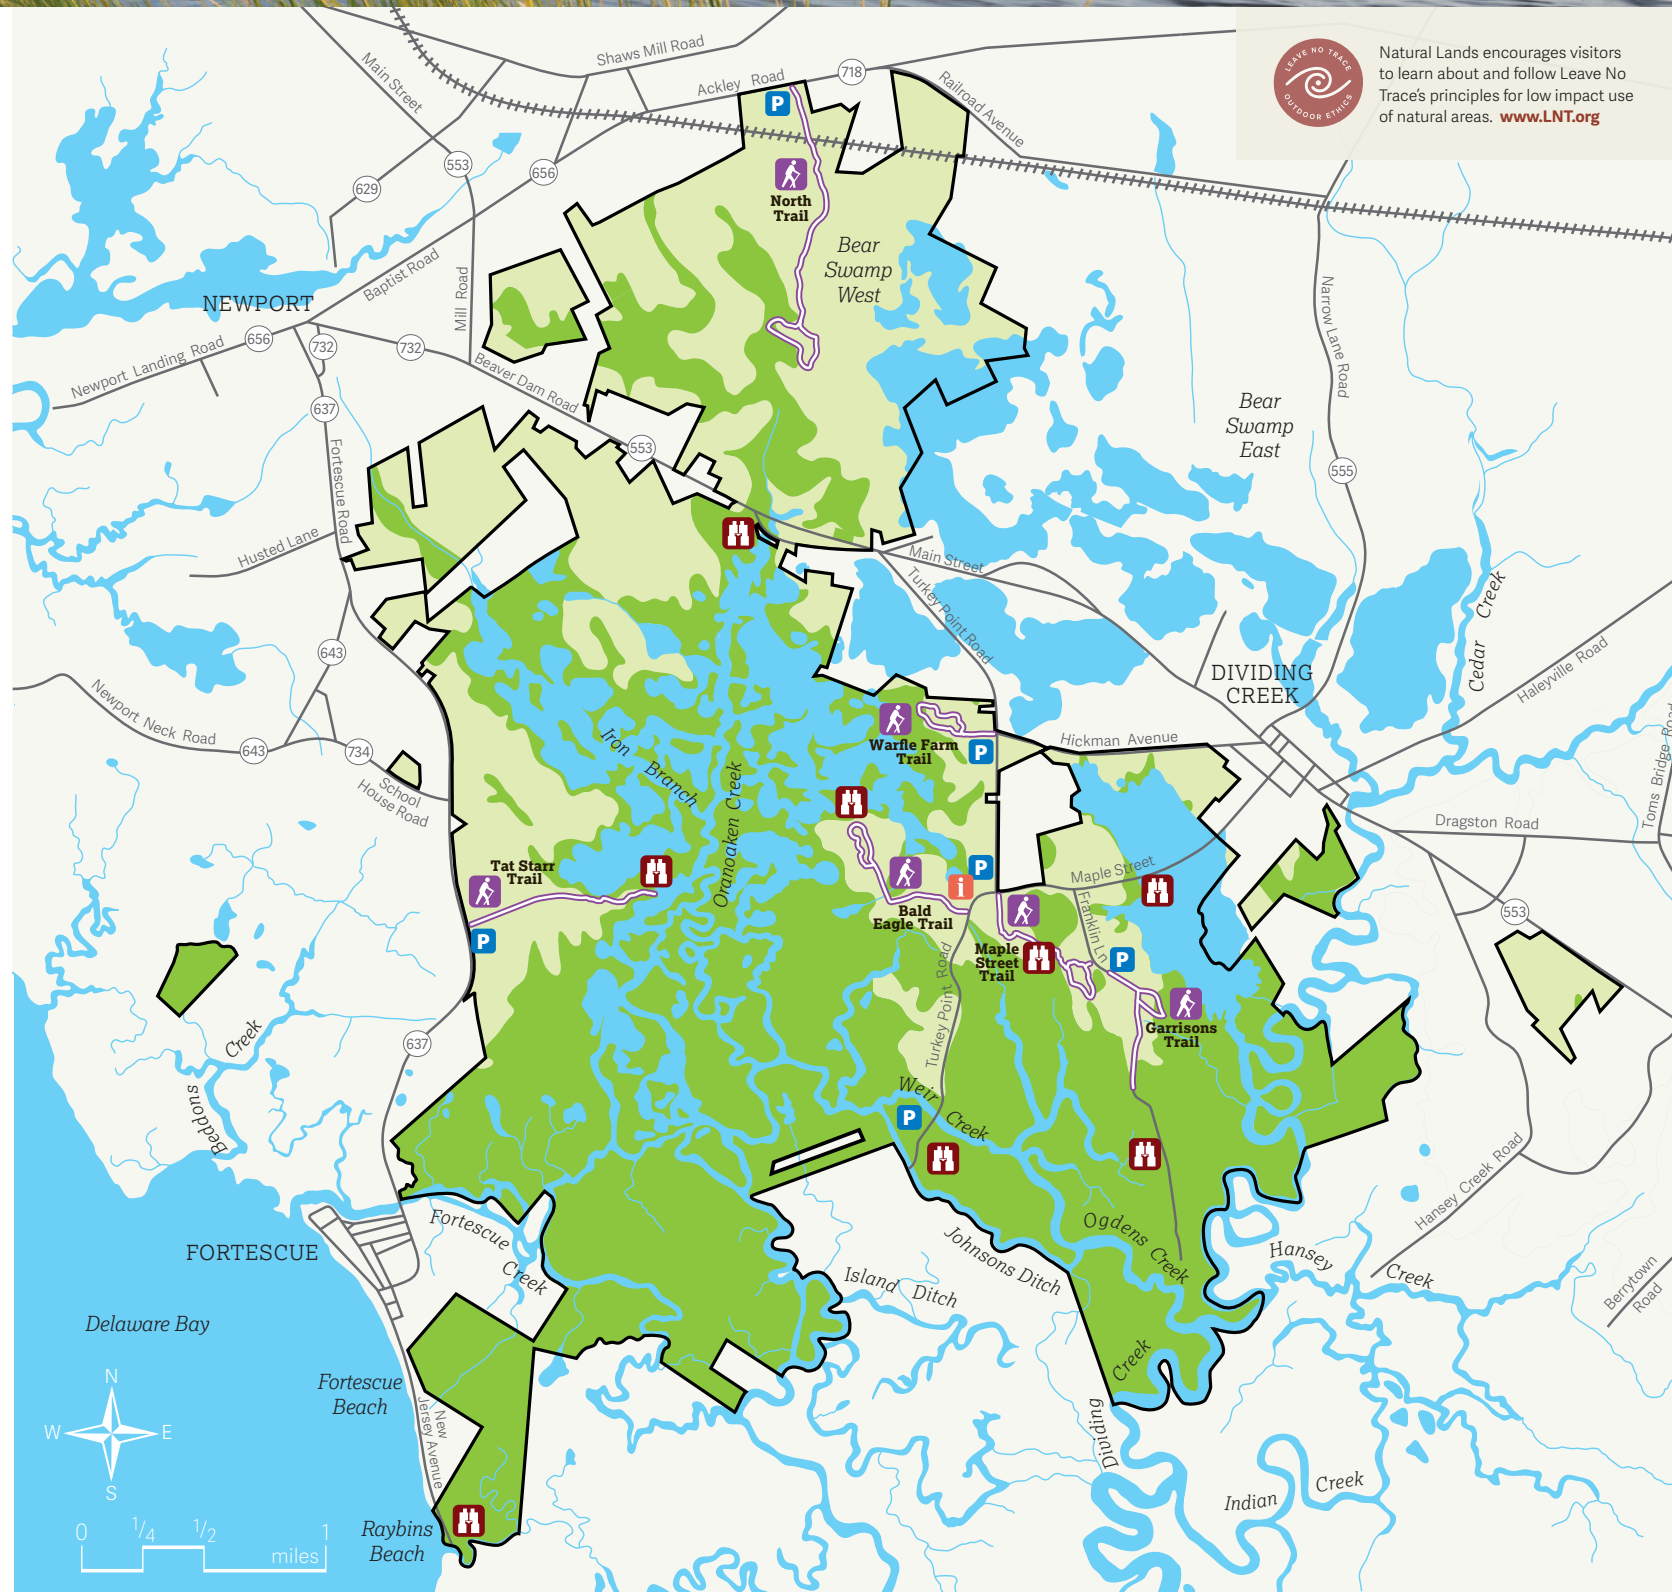 Natural Lands encourages visitors
to learn about and follow Leave No
Trace's principles for low impact use
of natural areas. www.LNT.org
LEAVE NO TRACE
OUTDOOR ETHICS
Shaws Mill Road
Main Street
Ackley Road
718
Railroad Avenue
P
553
656
629
North
Trail
Bear
Swamp
West
Baptist Road
Mill Road
NEWPORT
656
732
732
Newport Landing Road
Beaver Dam Road
Narrow Lane Road
637
Bear
Swamp
East
553
555
Fortescue Road
Husted Lane
Main Street
Turkey Point Road
Cedar Creek
643
DIVIDING
CREEK
Haleyville Road
Newport Neck Road
643
734
Iron Branch
Warfle Farm
Trail
P
Hickman Avenue
School
House Road
Oranoaken Creek
Toms Bridge Road
Dragston Road
Tat Starr
Trail
P
i
P
Maple Street
Bald
Eagle Trail
Franklin Ln
553
Maple
Street
Trail
P
Turkey Point Road
Garrisons
Trail
637
Beddons Creek
Weir Creek
P
Hansey Creek Road
FORTESCUE
Fortescue Creek
Johnsons Ditch
Ogdens Creek
Hansey Creek
Island Ditch
Berrytown
Road
Delaware Bay
Fortescue
Beach
New
Jersey Avenue
Dividing Creek
N
W
E
S
Indian Creek
Raybins
Beach
0
1/4
1/2
1
miles